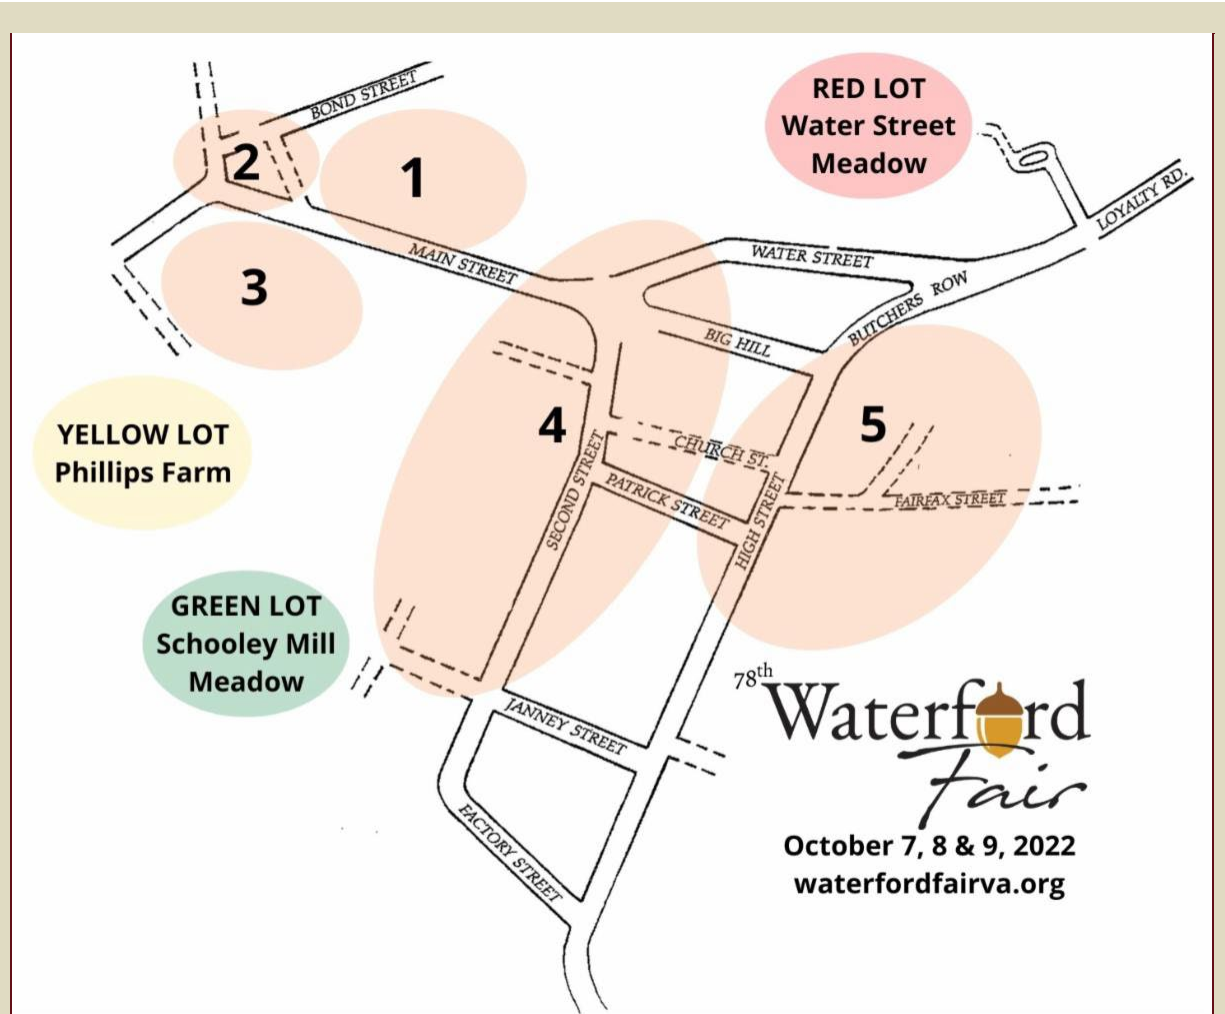 BOND STREET
RED LOT
Water Street
Meadow
2
1
LOYALTY RD.
MAIN STREET
WATER STREET
3
BUTCHERS ROW
BIG HILL
YELLOW LOT
Phillips Farm
4
5
CHURCH ST.
SECOND STREET
PATRICK STREET
HIGH STREET
FAIRFAX STREET
GREEN LOT
Schooley Mill
Meadow
78th
Waterford
Fair
JANNEY STREET
FACTORY STREET
October 7, 8 & 9, 2022
waterfordfairva.org